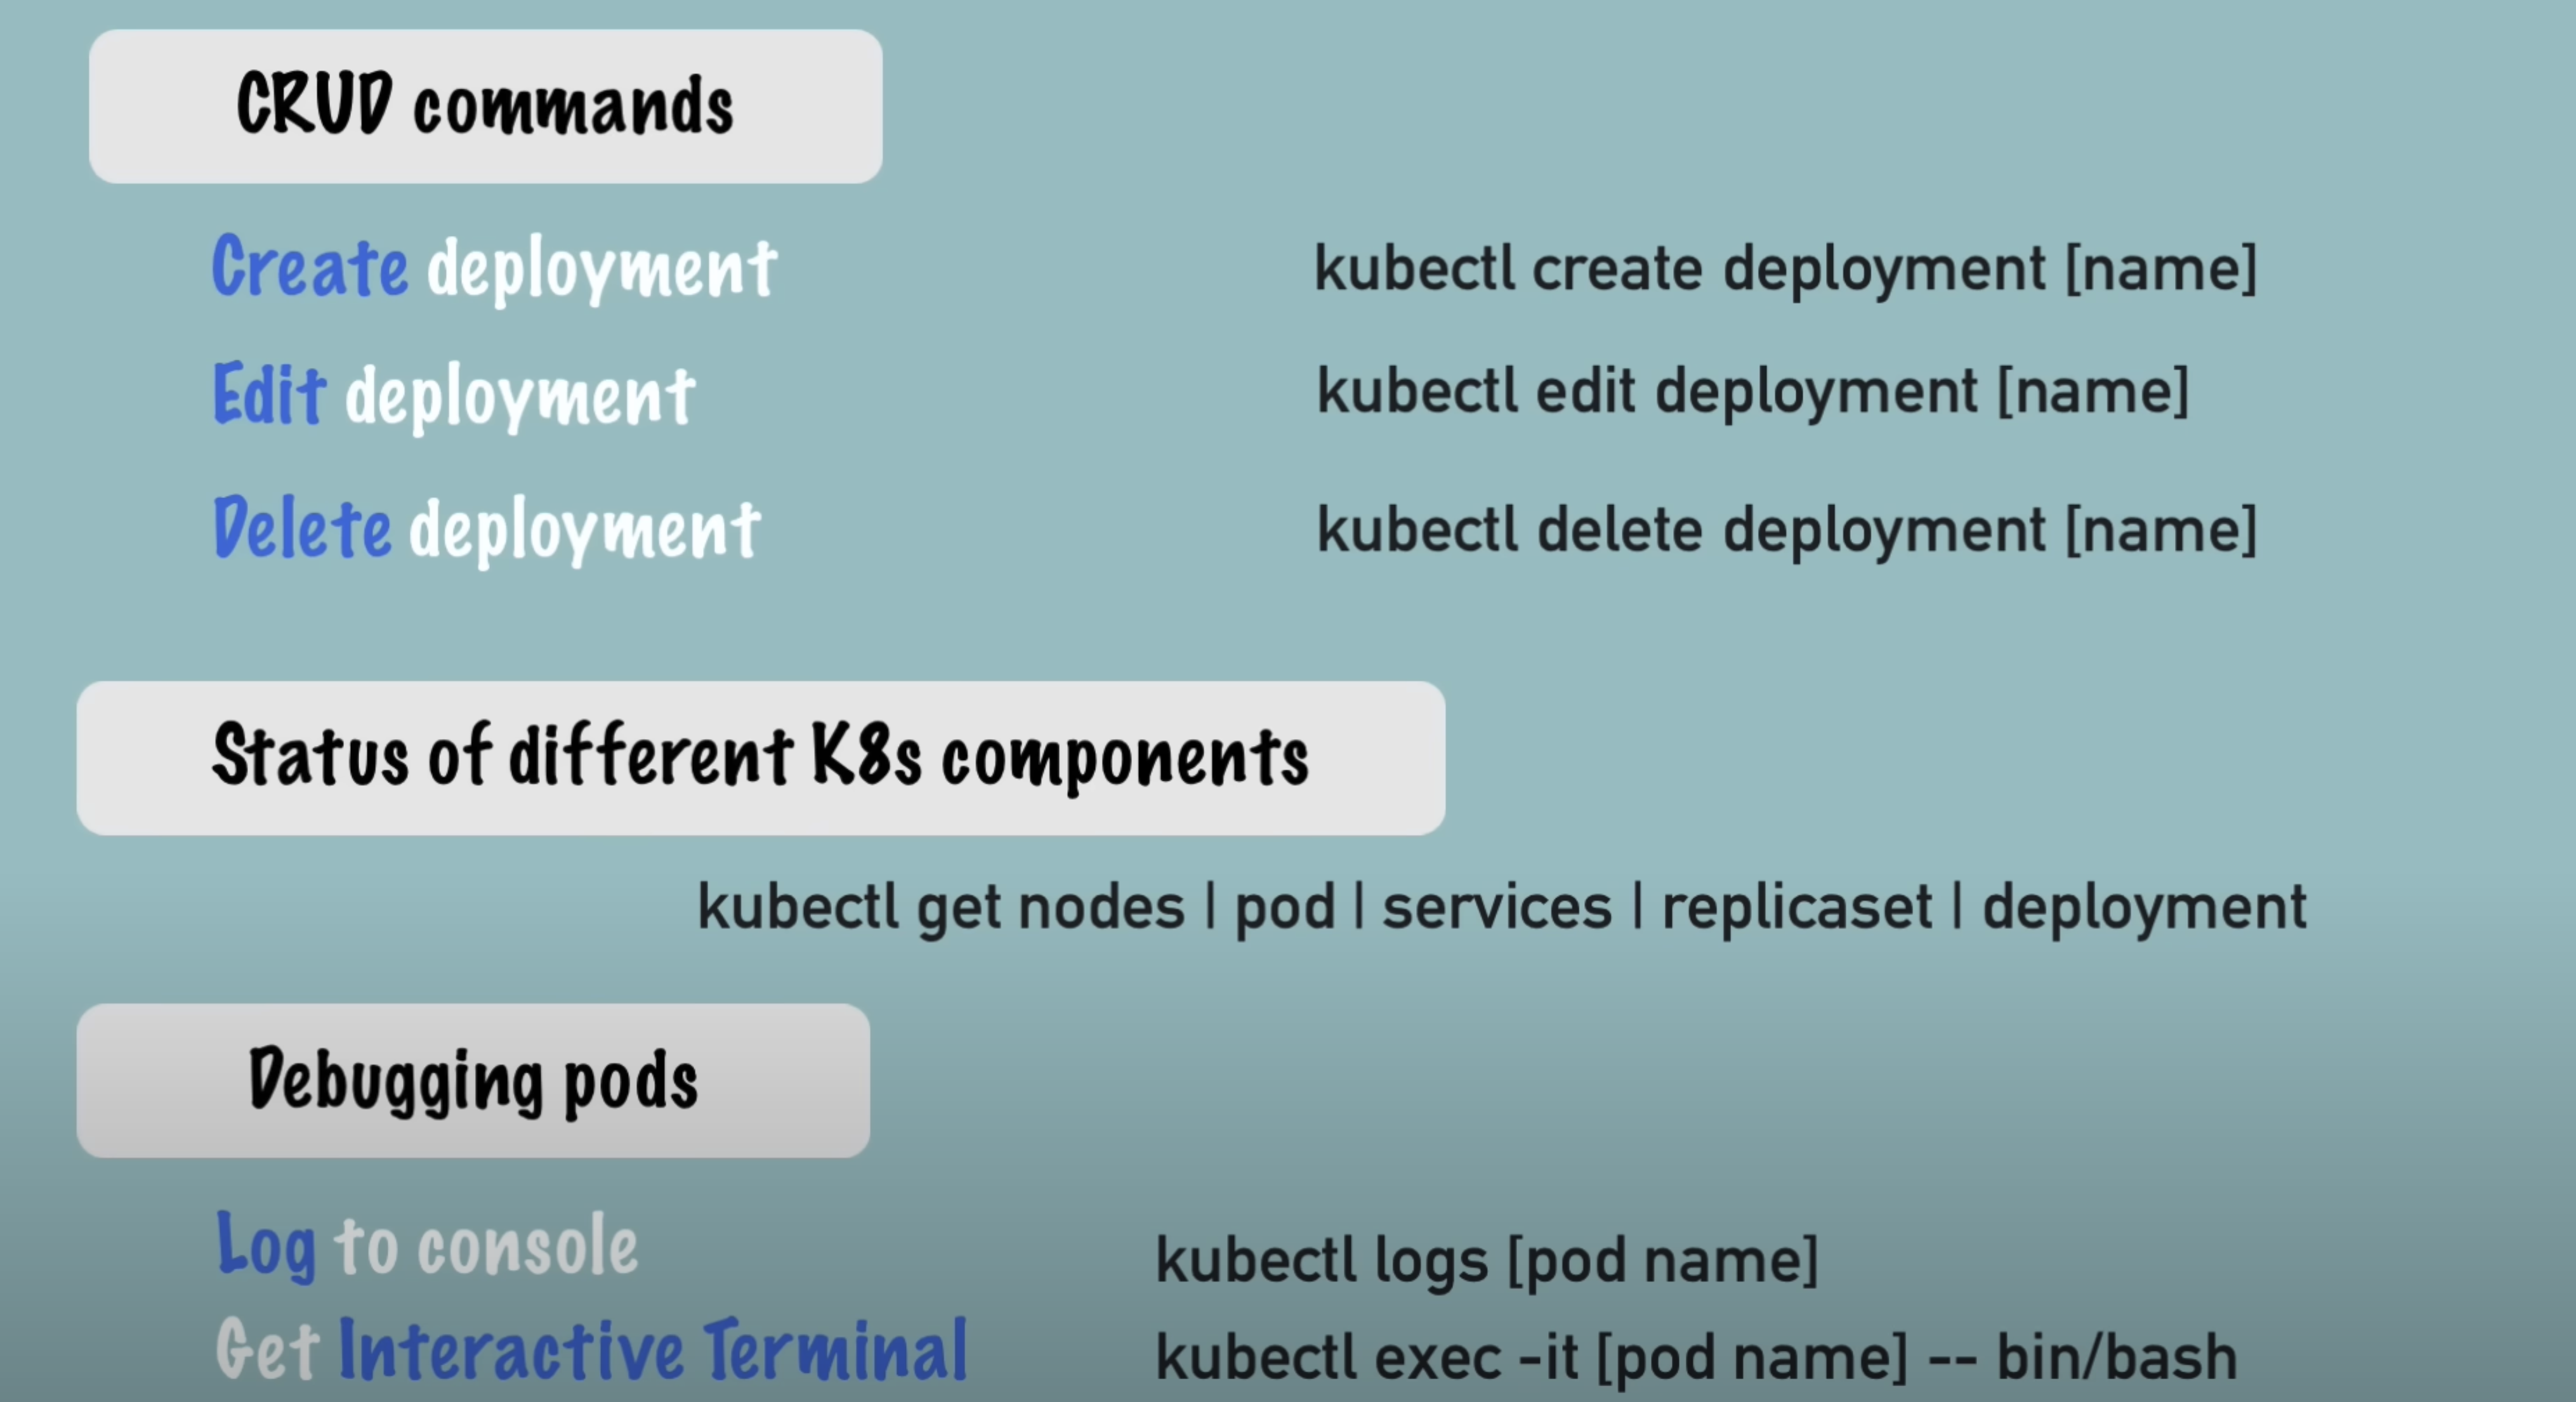 CRUD commands
Create deployment kubectl create deployment [name]
Edit deployment kubectl edit deployment [name]
Delete deployment kubectl delete deployment [name]
Status of different K8s components
kubectl get nodes | pod | services | replicaset | deployment
Debugging pods
Log to console kubectl logs [pod name]
Get Interactive Terminal kubectl exec -it [pod name] -- bin/bash